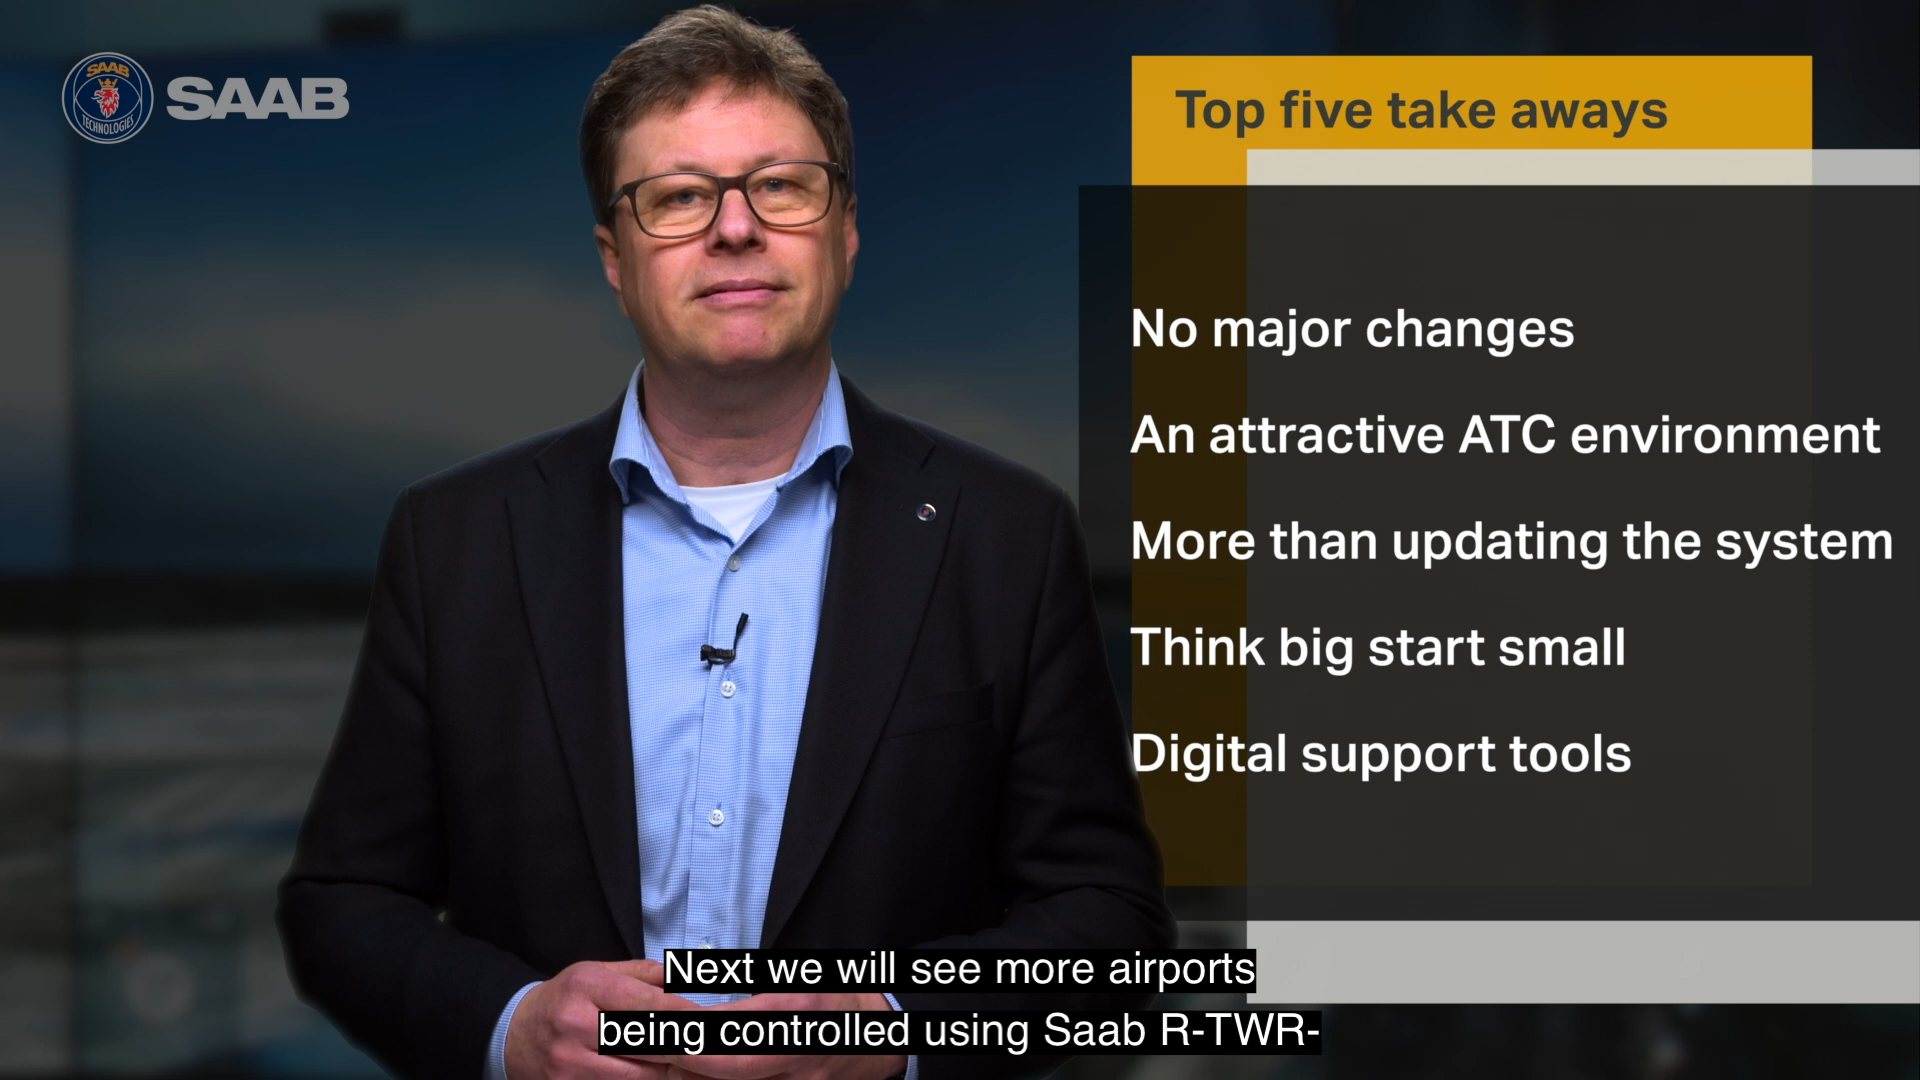 SAAB
TECHNOLOGIES
SAAB
Top five take aways
No major changes
An attractive ATC environment
More than updating the system
Think big start small
Digital support tools
Next we will see more airports
being controlled using Saab R-TWR-